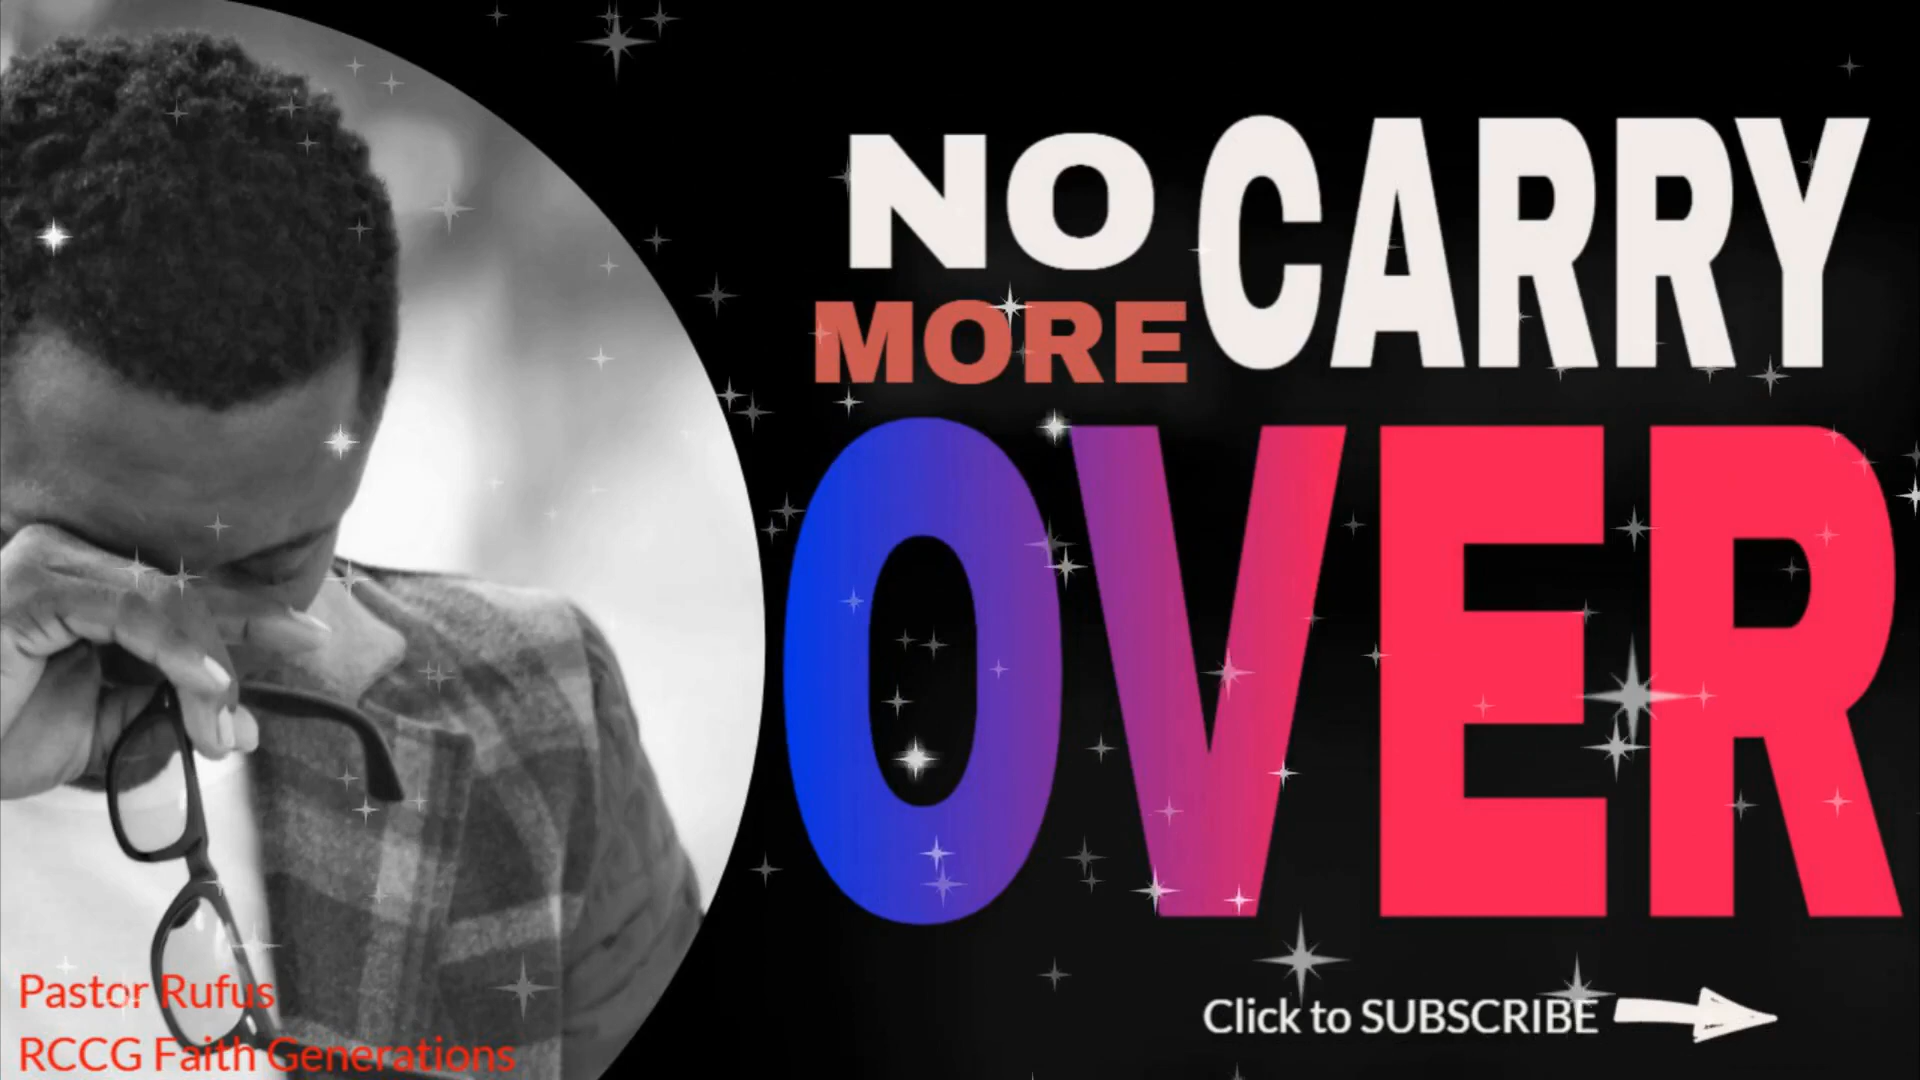 NO MORE CARRY
OVER
Click to SUBSCRIBE
Pastor Rufus
RCCG Faith Generations